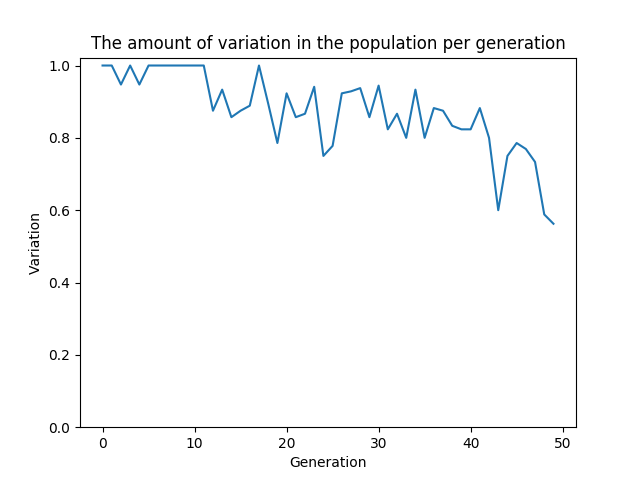 The amount of variation in the population per generation
1.0
0.8
0.6
0.4
0.2
0.0
Variation
0 10 20 30 40 50
Generation